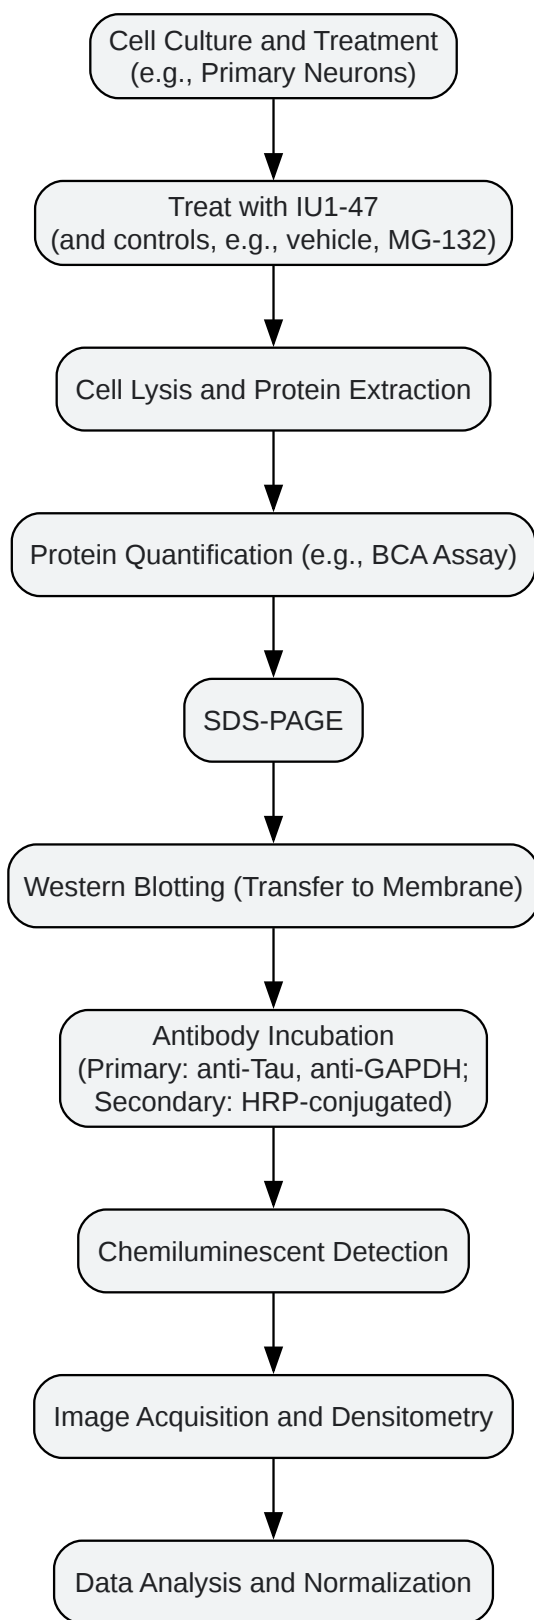 Cell Culture and Treatment
(e.g., Primary Neurons)
Treat with IU1-47
(and controls, e.g., vehicle, MG-132)
Cell Lysis and Protein Extraction
Protein Quantification (e.g., BCA Assay)
SDS-PAGE
Western Blotting (Transfer to Membrane)
Antibody Incubation
(Primary: anti-Tau, anti-GAPDH;
Secondary: HRP-conjugated)
Chemiluminescent Detection
Image Acquisition and Densitometry
Data Analysis and Normalization